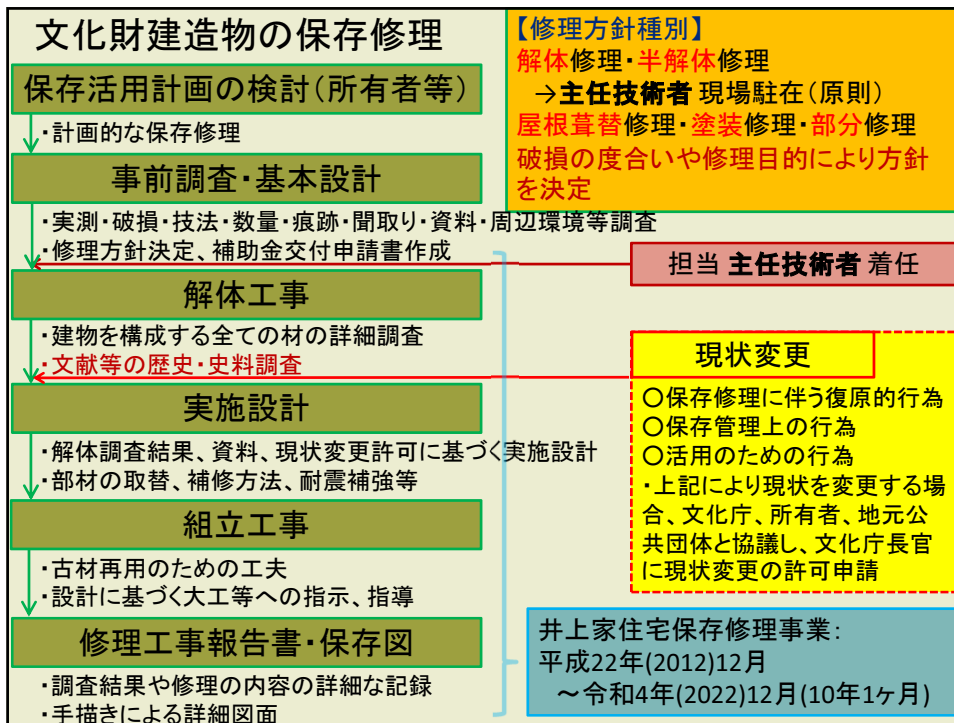 文化財建造物の保存修理
保存活用計画の検討（所有者等）
・計画的な保存修理
事前調査・基本設計
・実測・破損・技法・数量・痕跡・聞取り・資料・周辺環境等調査
・修理方針決定、補助金交付申請書作成
解体工事
・建物を構成する全ての材の詳細調査
・文献等の歴史・史料調査
実施設計
・解体調査結果、資料、現状変更許可に基づく実施設計
・部材の取替、補修方法、耐震補強等
組立工事
・古材再用のための工夫
・設計に基づく大工等への指示、指導
修理工事報告書・保存図
・調査結果や修理の内容の詳細な記録
・手描きによる詳細図面
【修理方針種別】
解体修理・半解体修理
→主任技術者 現場駐在（原則）
屋根葺替修理・塗装修理・部分修理
破損の度合いや修理目的により方針
を決定
担当 主任技術者 着任
現状変更
○保存修理に伴う復原的行為
○保存管理上の行為
○活用のための行為
・上記により現状を変更する場
合、文化庁、所有者、地元公
共団体と協議し、文化庁長官
に現状変更の許可申請
井上家住宅保存修理事業：
平成22年(2012)12月
～令和4年(2022)12月(10年1ヶ月)